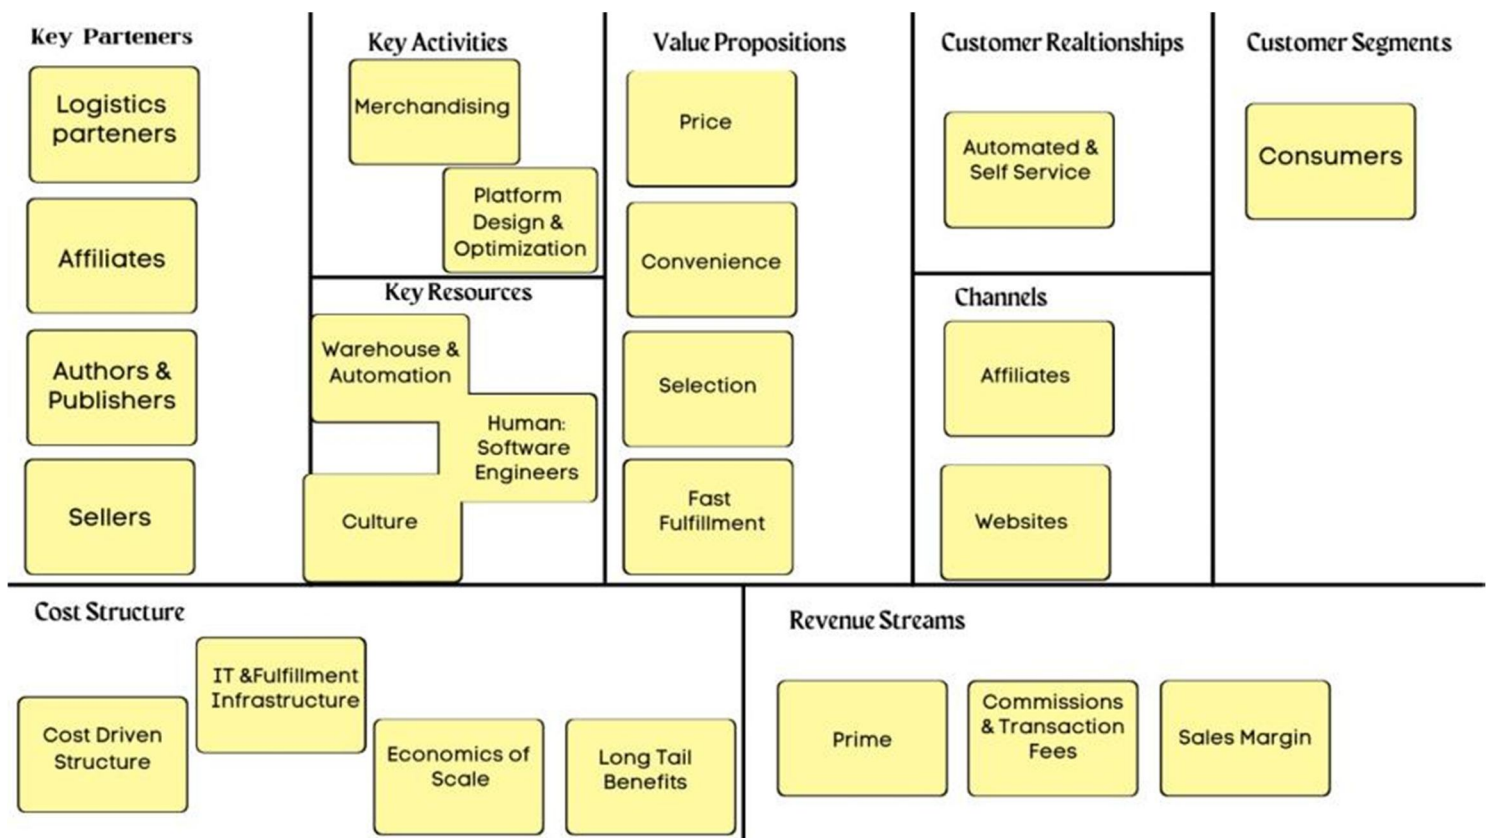 Key Parteners
Logistics
parteners
Affiliates
Authors &
Publishers
Sellers
Key Activities
Merchandising
Platform
Design &
Optimization
Key Resources
Warehouse &
Automation
Human:
Software
Engineers
Culture
Value Propositions
Price
Convenience
Selection
Fast
Fulfillment
Customer Realtionships
Automated &
Self Service
Channels
Affiliates
Websites
Customer Segments
Consumers
Cost Structure
Cost Driven
Structure
IT &Fulfillment
Infrastructure
Economics of
Scale
Long Tail
Benefits
Revenue Streams
Prime
Commissions
& Transaction
Fees
Sales Margin